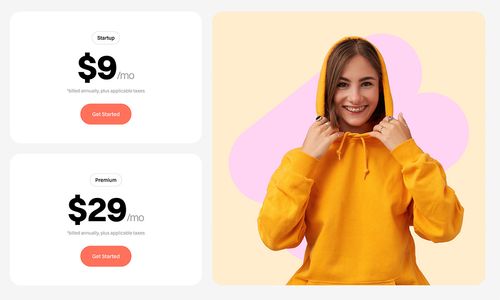 Startup
$9/mo
*billed annually, plus applicable taxes
Get Started
Premium
$29/mo
*billed annually, plus applicable taxes
Get Started